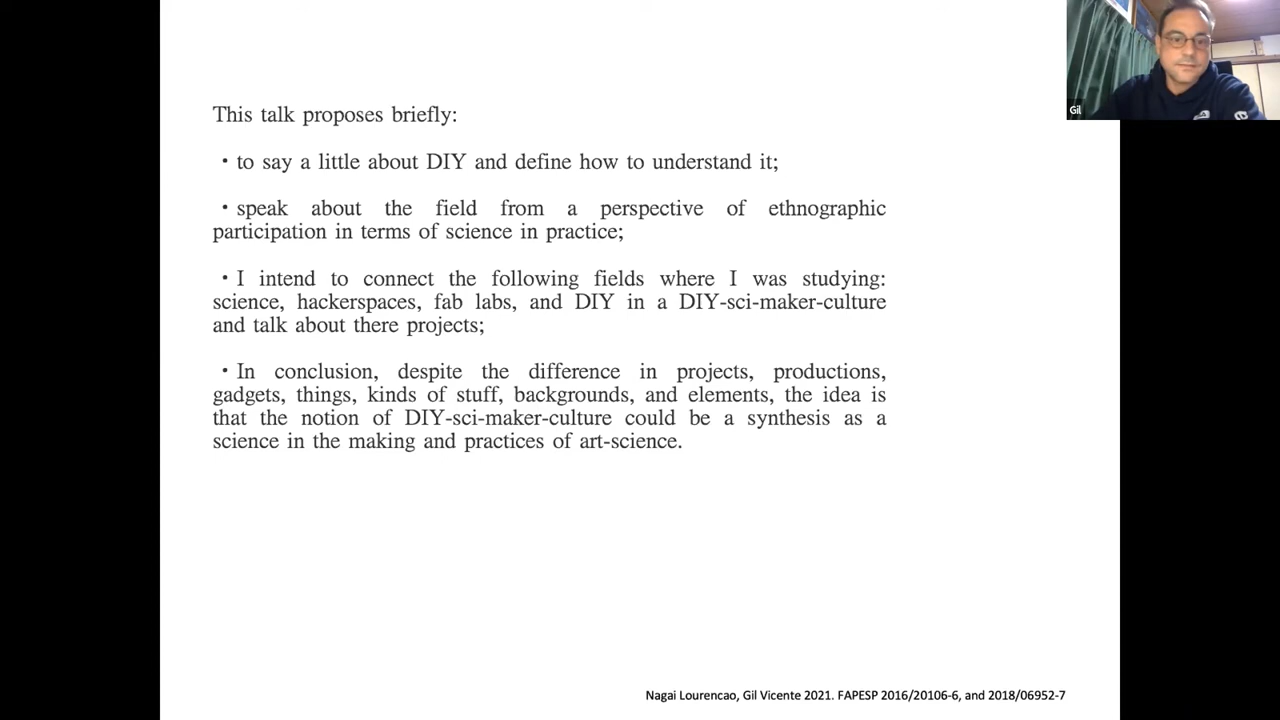 This talk proposes briefly:
• to say a little about DIY and define how to understand it;
• speak about the field from a perspective of ethnographic
participation in terms of science in practice;
• I intend to connect the following fields where I was studying:
science, hackerspaces, fab labs, and DIY in a DIY-sci-maker-culture
and talk about there projects;
• In conclusion, despite the difference in projects, productions,
gadgets, things, kinds of stuff, backgrounds, and elements, the idea is
that the notion of DIY-sci-maker-culture could be a synthesis as a
science in the making and practices of art-science.
Nagai Lourencao, Gil Vicente 2021. FAPESP 2016/20106-6, and 2018/06952-7
Gil